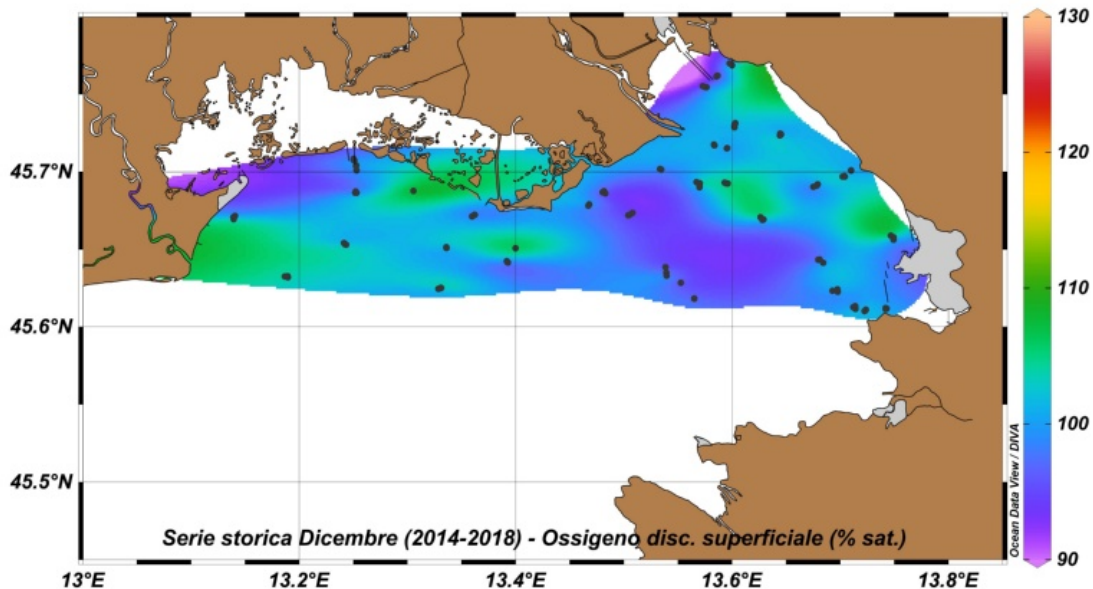 130
120
110
100
90
45.7°N
45.6°N
45.5°N
Ocean Data View / DIVA
Serie storica Dicembre (2014-2018) - Ossigeno disc. superficiale (% sat.)
13°E
13.2°E
13.4°E
13.6°E
13.8°E